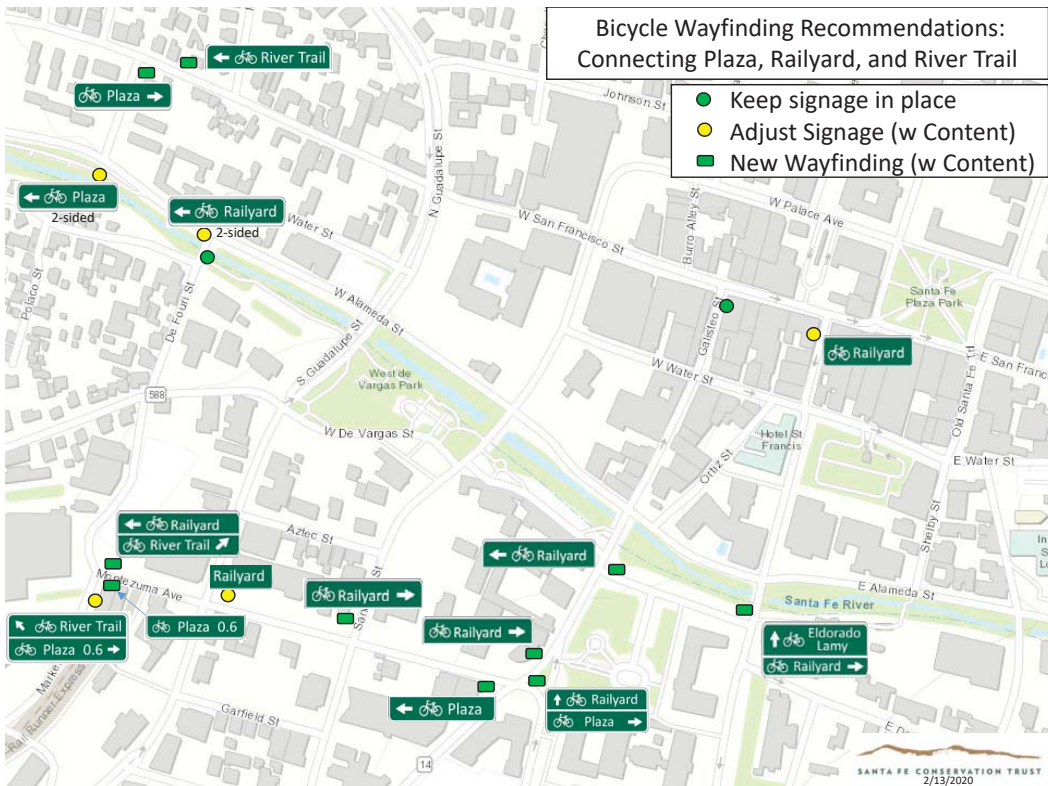 Bicycle Wayfinding Recommendations:
Connecting Plaza, Railyard, and River Trail
Keep signage in place
Adjust Signage (w Content)
New Wayfinding (w Content)
← River Trail
Plaza →
← Plaza
2-sided
← Railyard
2-sided
Johnson St
N Guadalupe St
W Palace Ave
Burro Alley St
W San Francisco St
Water St
Santa Fe
Plaza Park
Polaco St
De Fouri St
W Alameda St
Galisteo St
Railyard
E San Franci
S Guadalupe St
W Water St
Old Santa Fe Trl
West de
Vargas Park
588
W De Vargas St
Hotel St
Francis
Ortiz St
E Water St
Shelby St
Aztec St
← Railyard
River Trail ↗
Railyard
← Railyard
Montezuma Ave
Railyard →
E Alameda St
Santa Fe River
↖ River Trail
Plaza 0.6 →
Plaza 0.6
Railyard →
↑ Eldorado
Lamy
Railyard →
Marke
Rail Runner Express
← Plaza
↑ Railyard
Plaza →
Garfield St
14
SANTA FE CONSERVATION TRUST
2/13/2020